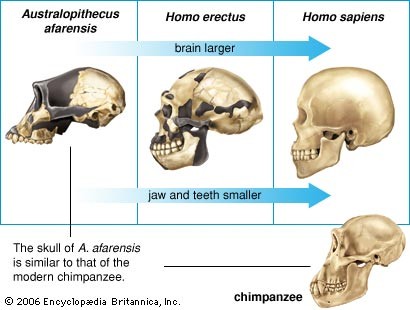 Australopithecus afarensis
Homo erectus
Homo sapiens
brain larger
jaw and teeth smaller
The skull of A. afarensis
is similar to that of the
modern chimpanzee.
chimpanzee
© 2006 Encyclopædia Britannica, Inc.